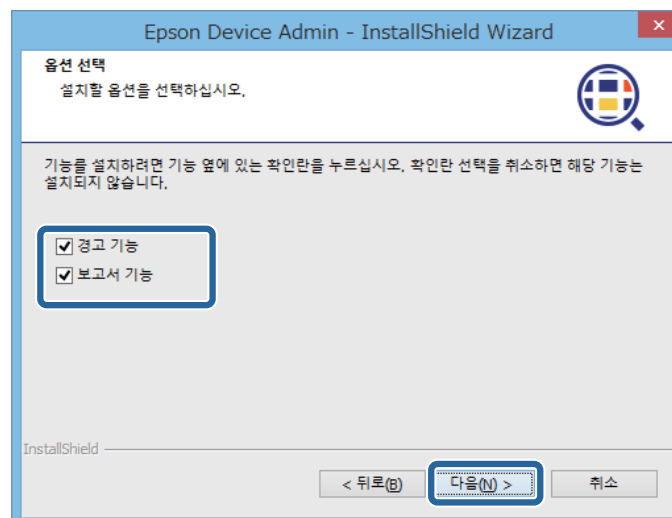 Epson Device Admin - InstallShield Wizard
옵션 선택
설치할 옵션을 선택하십시오.
기능를 설치하려면 기능 옆에 있는 확인란을 누르십시오. 확인란 선택을 취소하면 해당 기능는
설치되지 않습니다.
경고 기능
보고서 기능
InstallShield
< 뒤로(B) 다음(N) > 취소